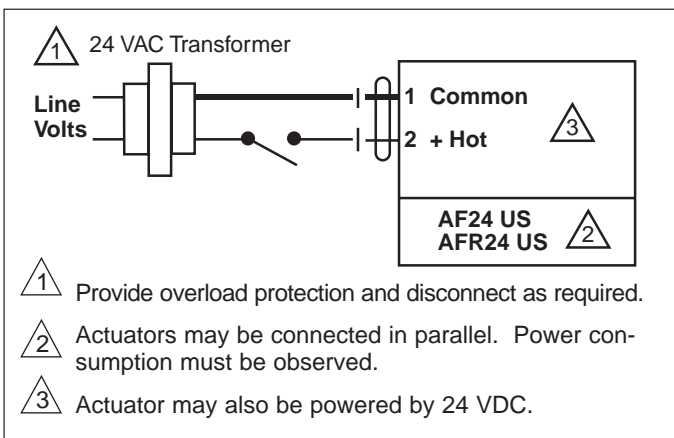 1 24 VAC Transformer
Line
Volts
1 Common
2 + Hot
3
AF24 US
AFR24 US
2
1 Provide overload protection and disconnect as required.
2 Actuators may be connected in parallel. Power con-
sumption must be observed.
3 Actuator may also be powered by 24 VDC.